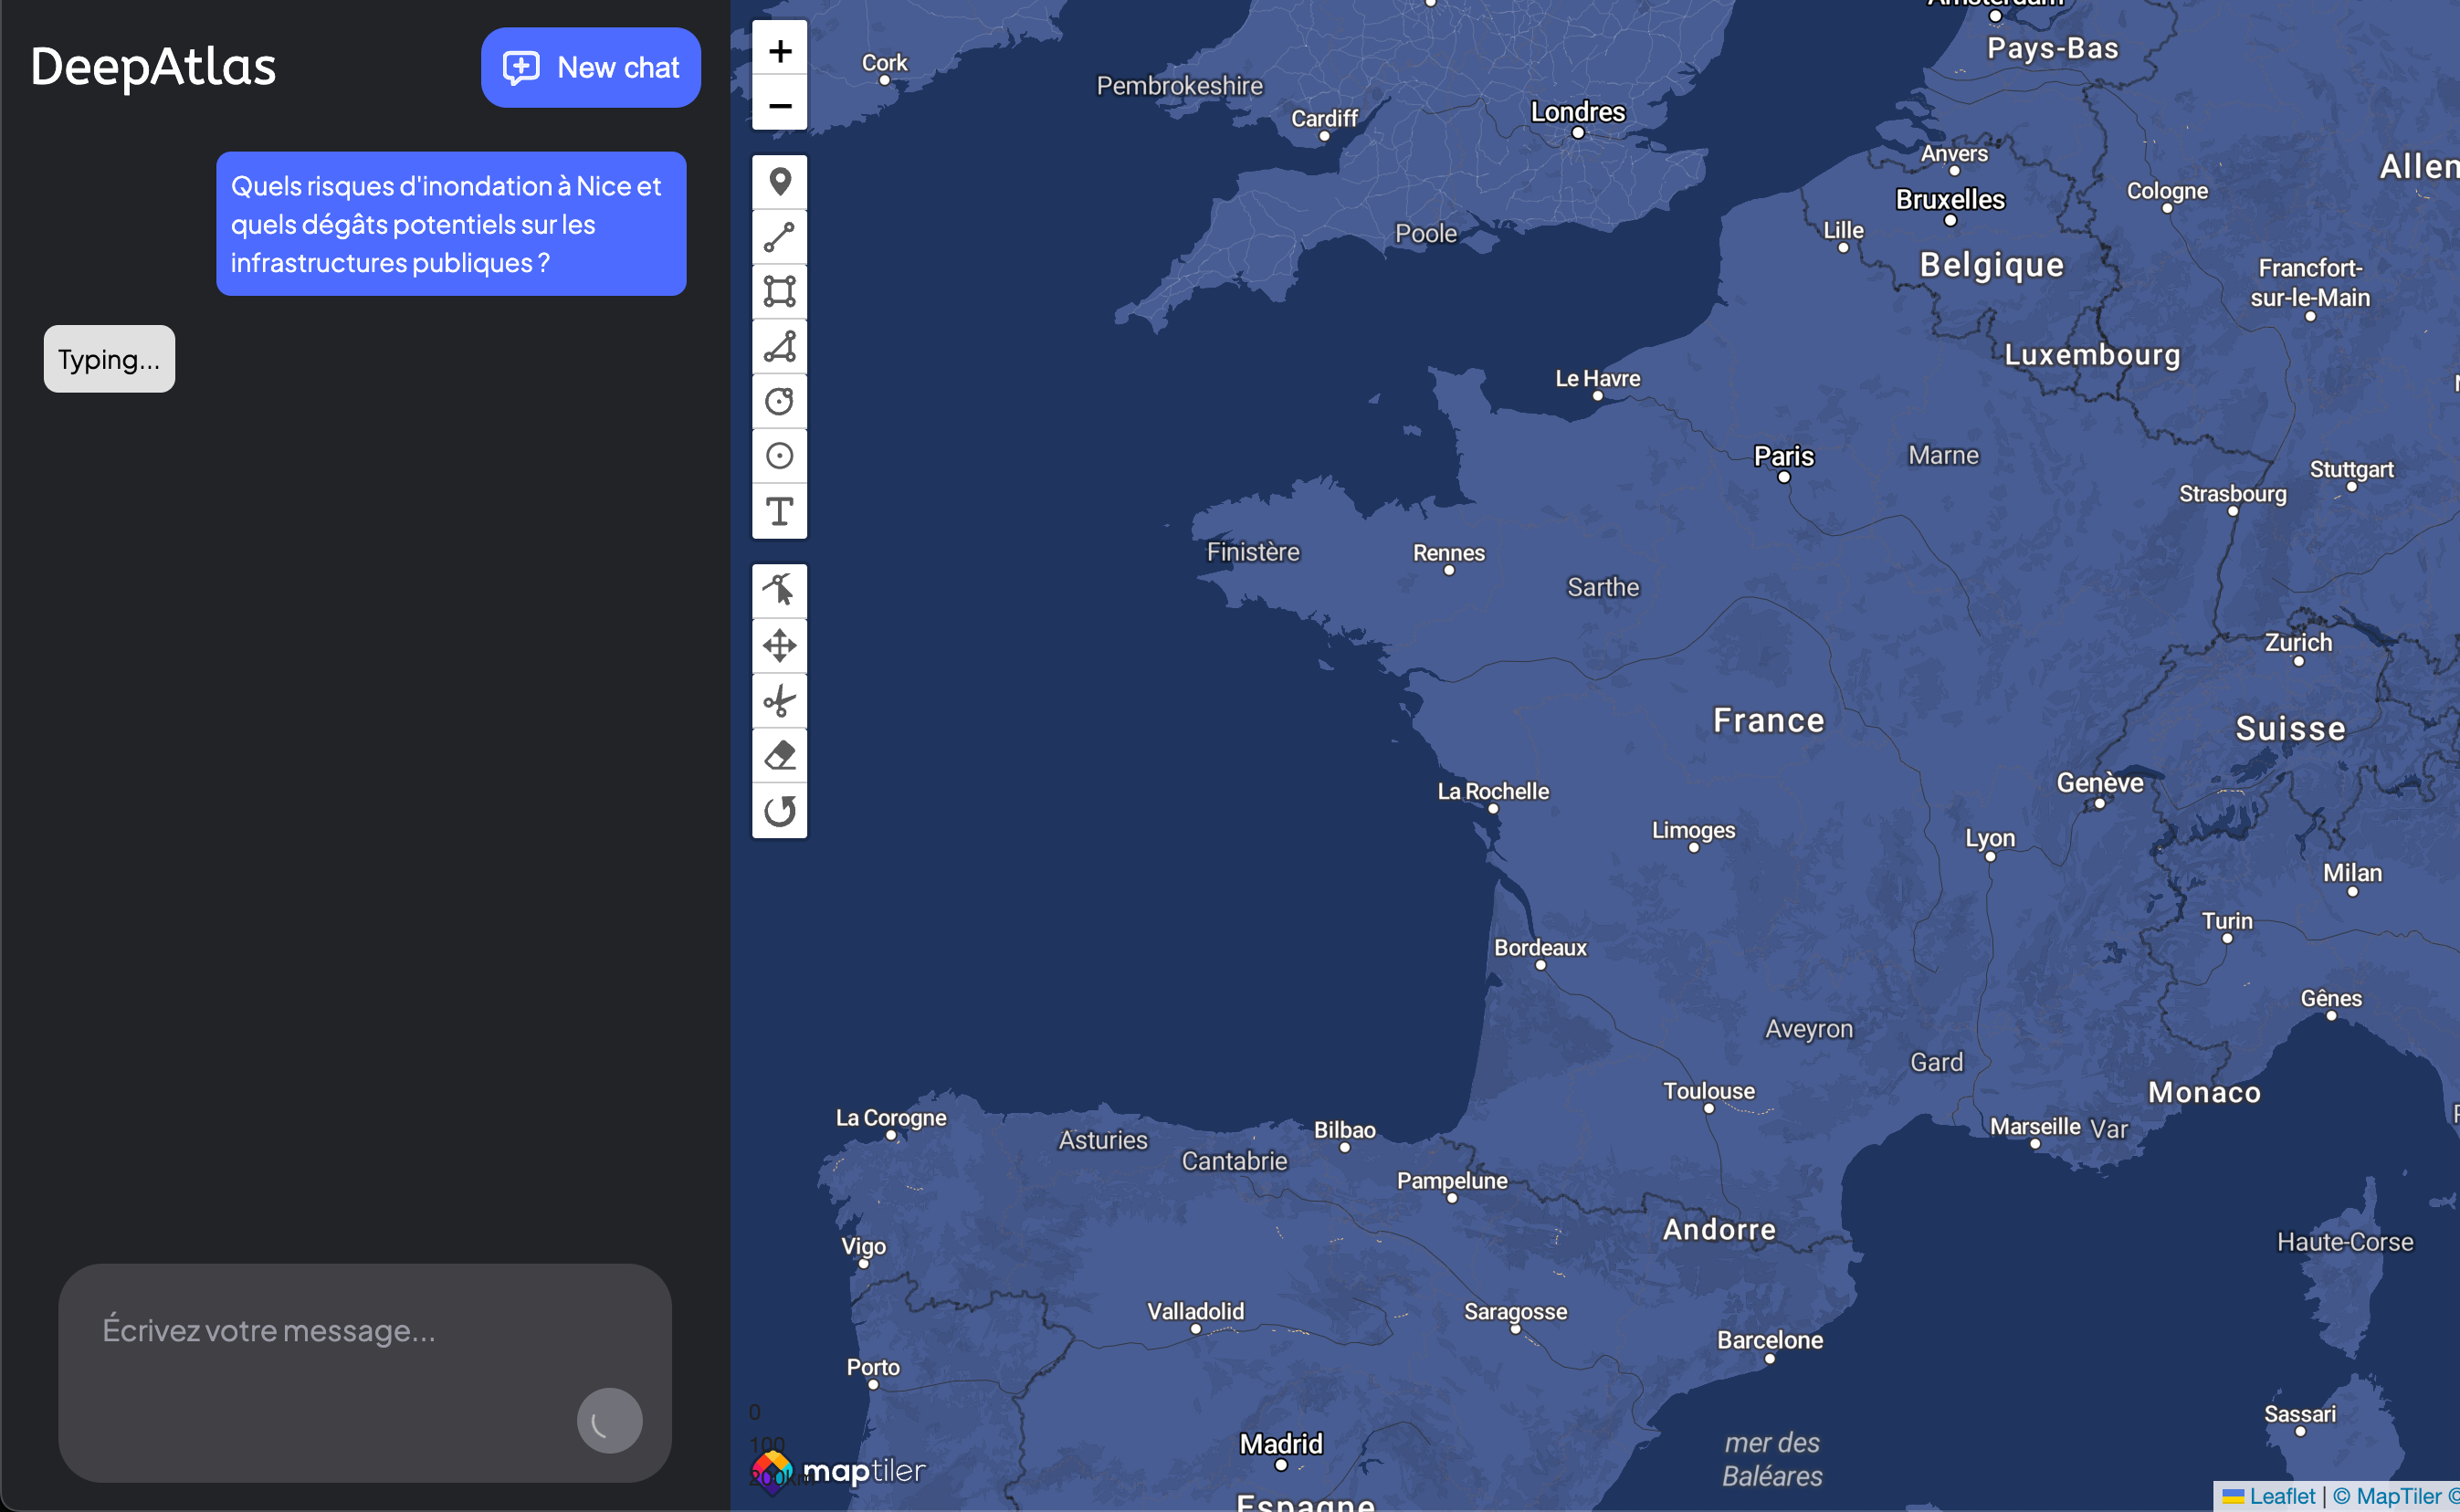 DeepAtlas
New chat
Quels risques d'inondation à Nice et
quels dégâts potentiels sur les
infrastructures publiques ?
Typing...
Écrivez votre message...
+
−
T
Cork
Pembrokeshire
Cardiff
Londres
Poole
Amsterdam
Pays-Bas
Anvers
Bruxelles
Belgique
Lille
Cologne
Allem
Francfort-
sur-le-Main
Luxembourg
Le Havre
Paris
Marne
Stuttgart
Strasbourg
Finistère
Rennes
Sarthe
Zurich
France
Suisse
Genève
La Rochelle
Limoges
Lyon
Milan
Turin
Bordeaux
Gênes
Aveyron
Gard
Toulouse
Monaco
Marseille
Var
La Corogne
Asturies
Cantabrie
Bilbao
Pampelune
Andorre
Haute-Corse
Vigo
Valladolid
Saragosse
Barcelone
Porto
Sassari
Madrid
mer des
Baléares
Espagne
0
100
maptiler
Leaflet | © MapTiler ©